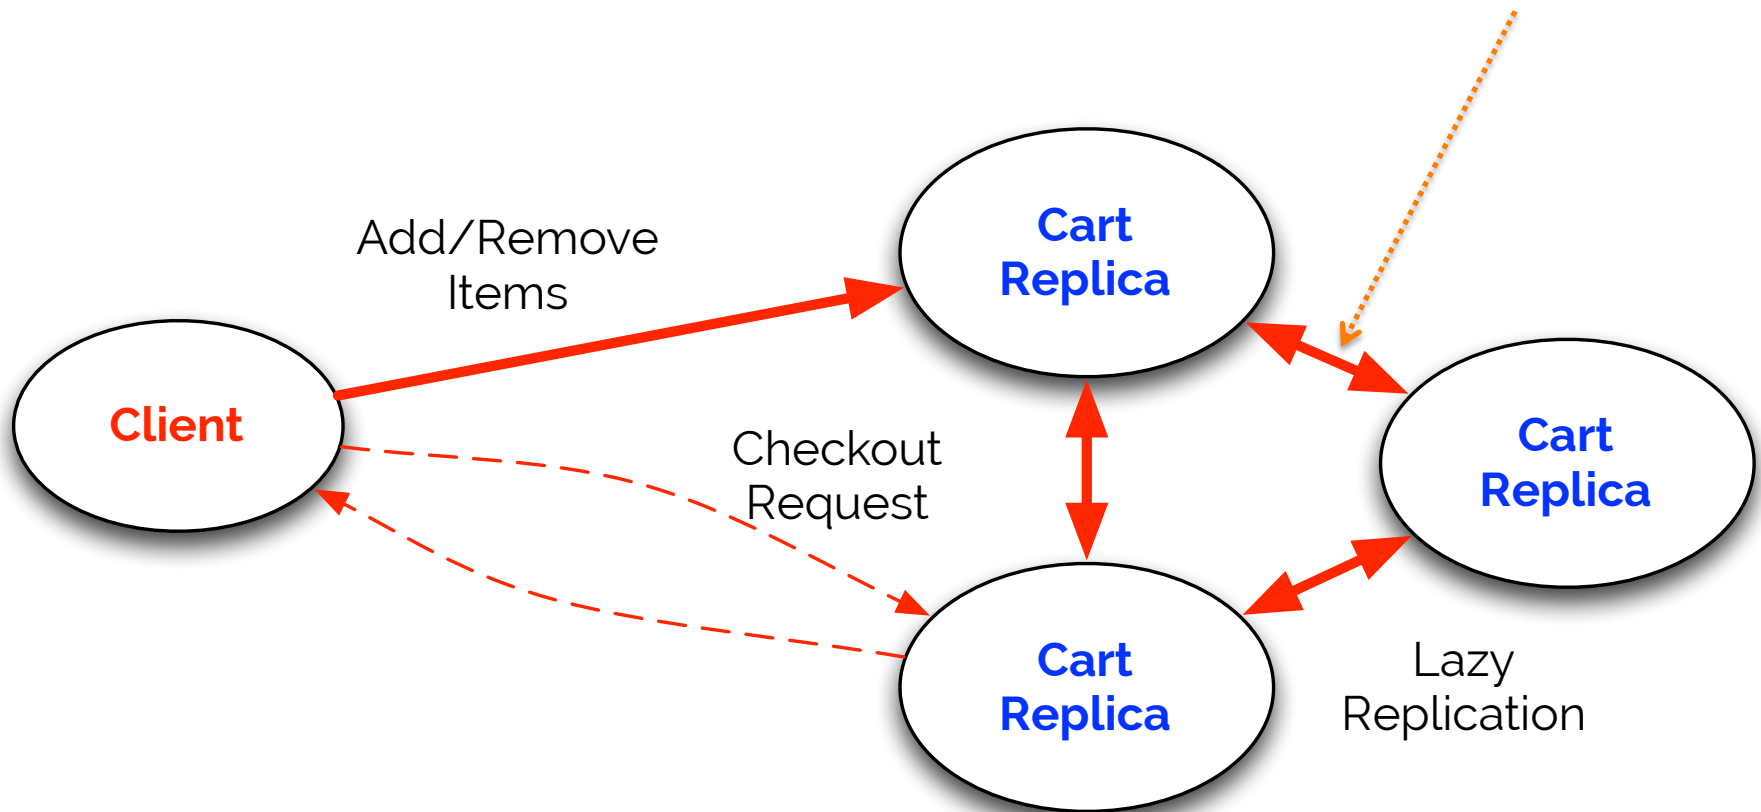 Add/Remove
Items
Cart
Replica
Client
Checkout
Request
Cart
Replica
Cart
Replica
Lazy
Replication